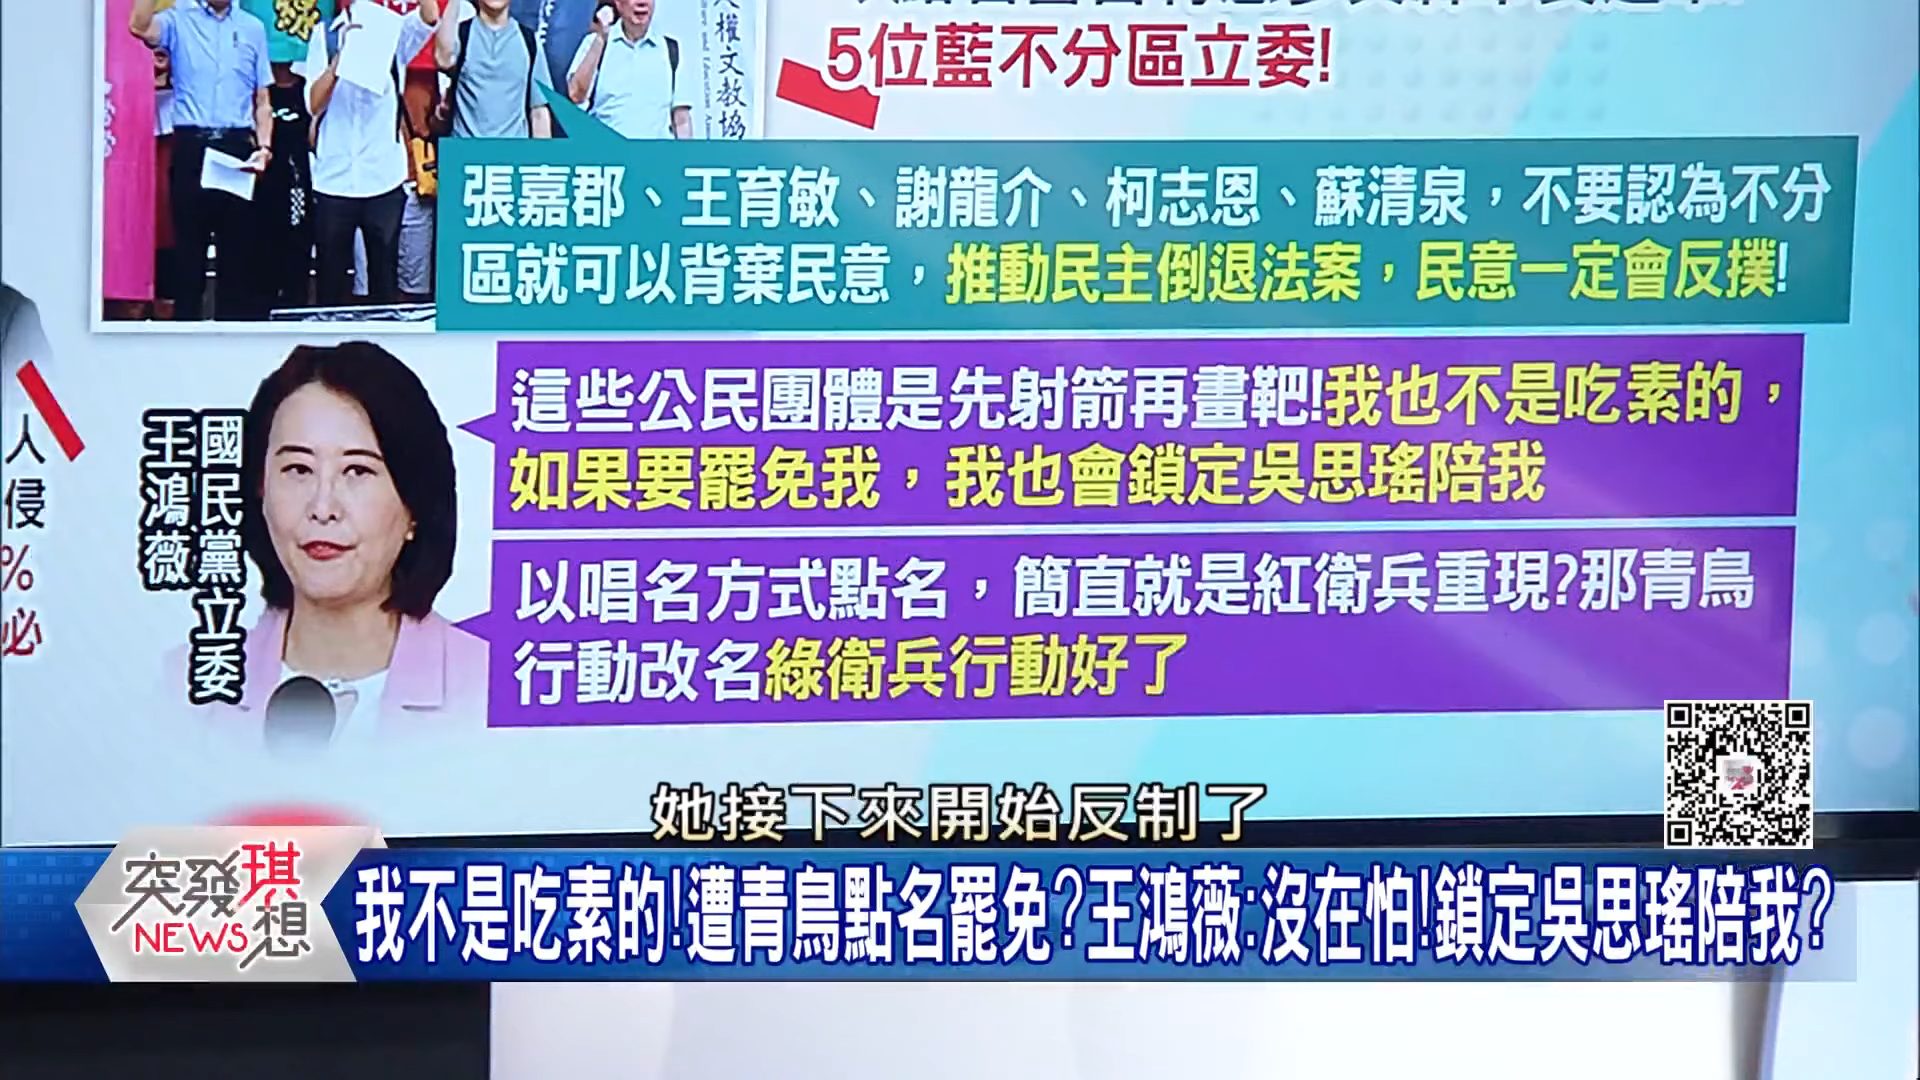 5位藍不分區立委!
權文教協
張嘉郡、王育敏、謝龍介、柯志恩、蘇清泉,不要認為不分
區就可以背棄民意,推動民主倒退法案,民意一定會反撲!
國民黨立委
王鴻薇
這些公民團體是先射箭再畫靶!我也不是吃素的,
如果要罷免我,我也會鎖定吳思瑤陪我
以唱名方式點名,簡直就是紅衛兵重現?那青鳥
行動改名綠衛兵行動好了
人
侵
%
必
她接下來開始反制了
突發琪想
NEWS
我不是吃素的!遭青鳥點名罷免?王鴻薇:沒在怕!鎖定吳思瑤陪我?